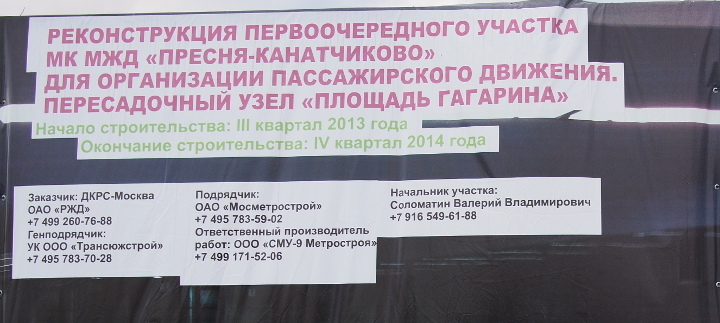 РЕКОНСТРУКЦИЯ ПЕРВООЧЕРЕДНОГО УЧАСТКА
МК МЖД «ПРЕСНЯ-КАНАТЧИКОВО»
ДЛЯ ОРГАНИЗАЦИИ ПАССАЖИРСКОГО ДВИЖЕНИЯ.
ПЕРЕСАДОЧНЫЙ УЗЕЛ «ПЛОЩАДЬ ГАГАРИНА»
Начало строительства: III квартал 2013 года
Окончание строительства: IV квартал 2014 года
Заказчик: ДКРС-Москва
ОАО «РЖД»
+7 499 260-76-88
Генподрядчик:
УК ООО «Трансюжстрой»
+7 495 783-70-28
Подрядчик:
ОАО «Мосметрострой»
+7 495 783-59-02
Ответственный производитель
работ: ООО «СМУ-9 Метростроя»
+7 499 171-52-06
Начальник участка:
Соломатин Валерий Владимирович
+7 916 549-61-88